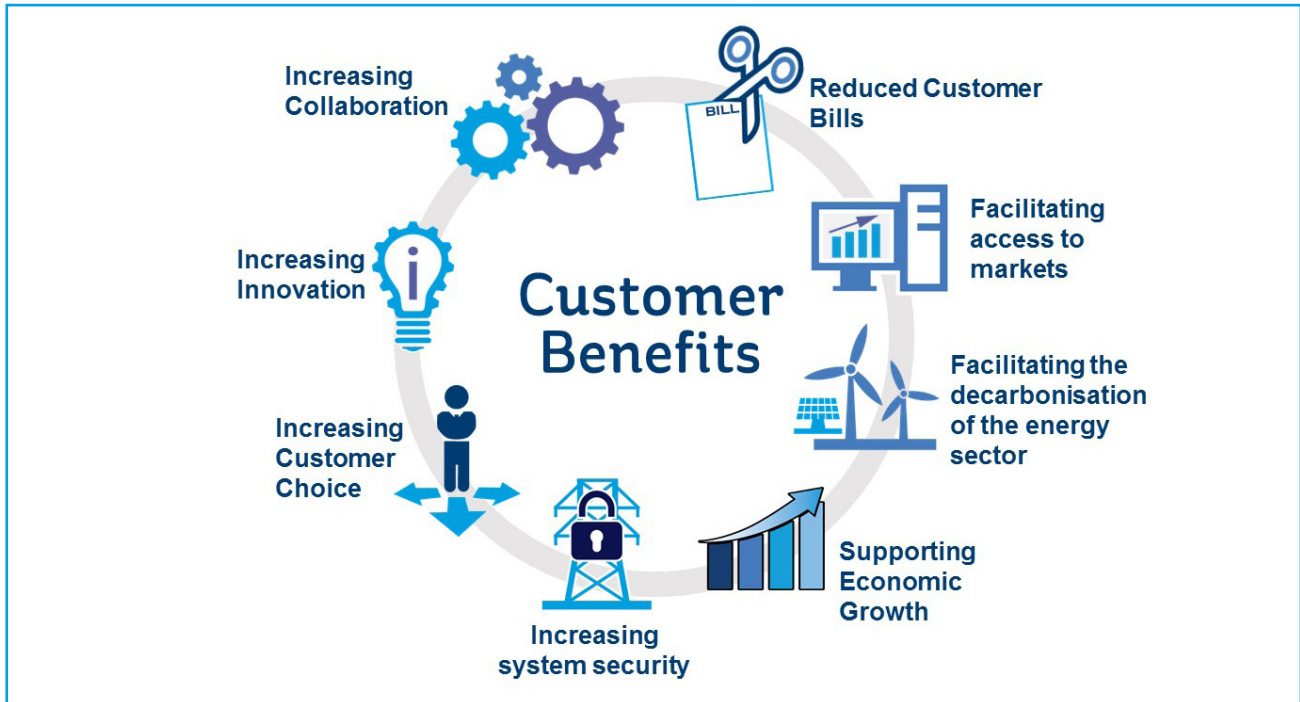 Increasing
Collaboration
BILL
Reduced Customer
Bills
Facilitating
access to
markets
Increasing
Innovation
i
Customer
Benefits
Facilitating the
decarbonisation
of the energy
sector
Increasing
Customer
Choice
Supporting
Economic
Growth
Increasing
system security